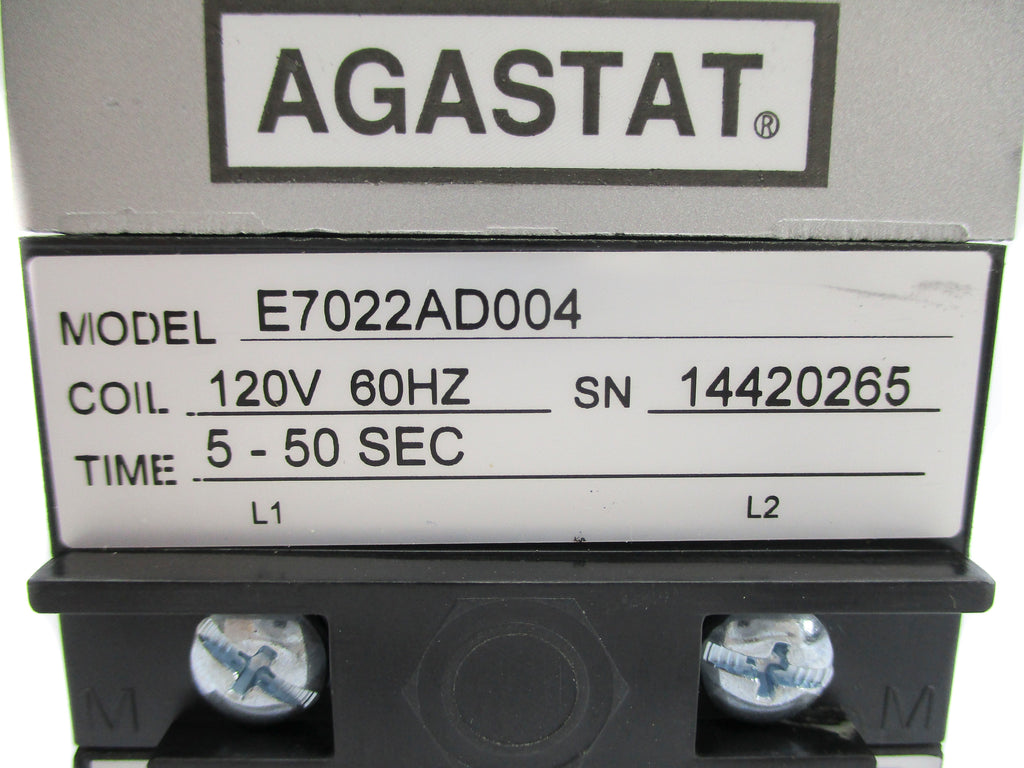 AGASTAT®
MODEL E7022AD004
COIL 120V 60HZ SN 14420265
TIME 5 - 50 SEC
L1 L2
M M